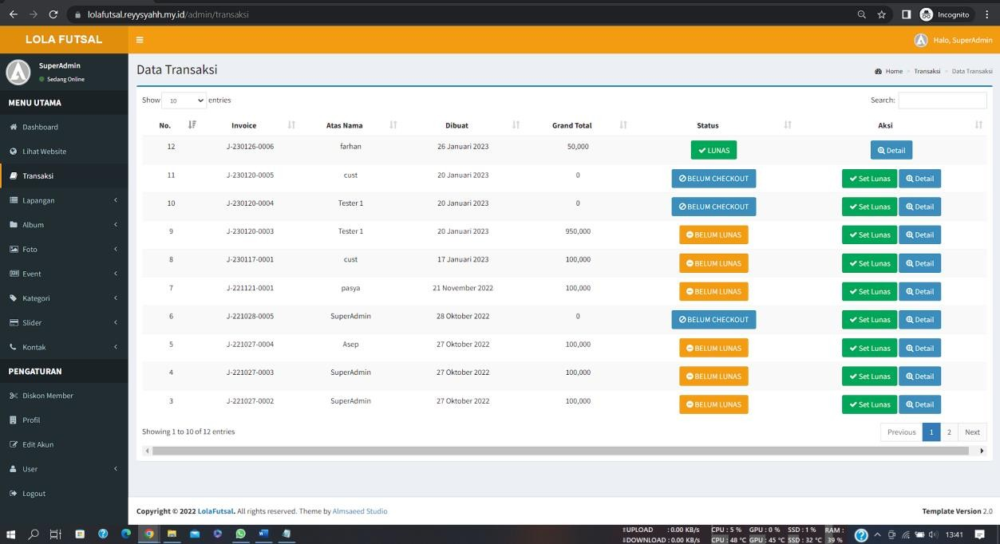 lolafutsal.reyysyahh.my.id/admin/transaksi
Incognito
LOLA FUTSAL
Halo, SuperAdmin
SuperAdmin
Sedang Online
MENU UTAMA
Dashboard
Lihat Website
Transaksi
Lapangan
Album
Foto
Event
Kategori
Slider
Kontak
PENGATURAN
Diskon Member
Profil
Edit Akun
User
Logout
Data Transaksi
Home > Transaksi > Data Transaksi
Show 10 entries
Search:
No. Invoice Atas Nama Dibuat Grand Total Status Aksi
12 J-230126-0006 farhan 26 Januari 2023 50,000 LUNAS Detail
11 J-230120-0005 cust 20 Januari 2023 0 BELUM CHECKOUT Set Lunas Detail
10 J-230120-0004 Tester 1 20 Januari 2023 0 BELUM CHECKOUT Set Lunas Detail
9 J-230120-0003 Tester 1 20 Januari 2023 950,000 BELUM LUNAS Set Lunas Detail
8 J-230117-0001 cust 17 Januari 2023 100,000 BELUM LUNAS Set Lunas Detail
7 J-221121-0001 pasya 21 November 2022 100,000 BELUM LUNAS Set Lunas Detail
6 J-221028-0005 SuperAdmin 28 Oktober 2022 0 BELUM CHECKOUT Set Lunas Detail
5 J-221027-0004 Asep 27 Oktober 2022 100,000 BELUM LUNAS Set Lunas Detail
4 J-221027-0003 SuperAdmin 27 Oktober 2022 100,000 BELUM LUNAS Set Lunas Detail
3 J-221027-0002 SuperAdmin 27 Oktober 2022 100,000 BELUM LUNAS Set Lunas Detail
Showing 1 to 10 of 12 entries
Previous 1 2 Next
Copyright © 2022 LolaFutsal. All rights reserved. Theme by Almsaeed Studio
Template Version 2.0
UPLOAD : 0.00 KB/s CPU : 5 % GPU : 0 % SSD : 1 % RAM :
DOWNLOAD : 0.00 KB/s CPU : 48 °C GPU : 45 °C SSD : 32 °C 39 %
13:41